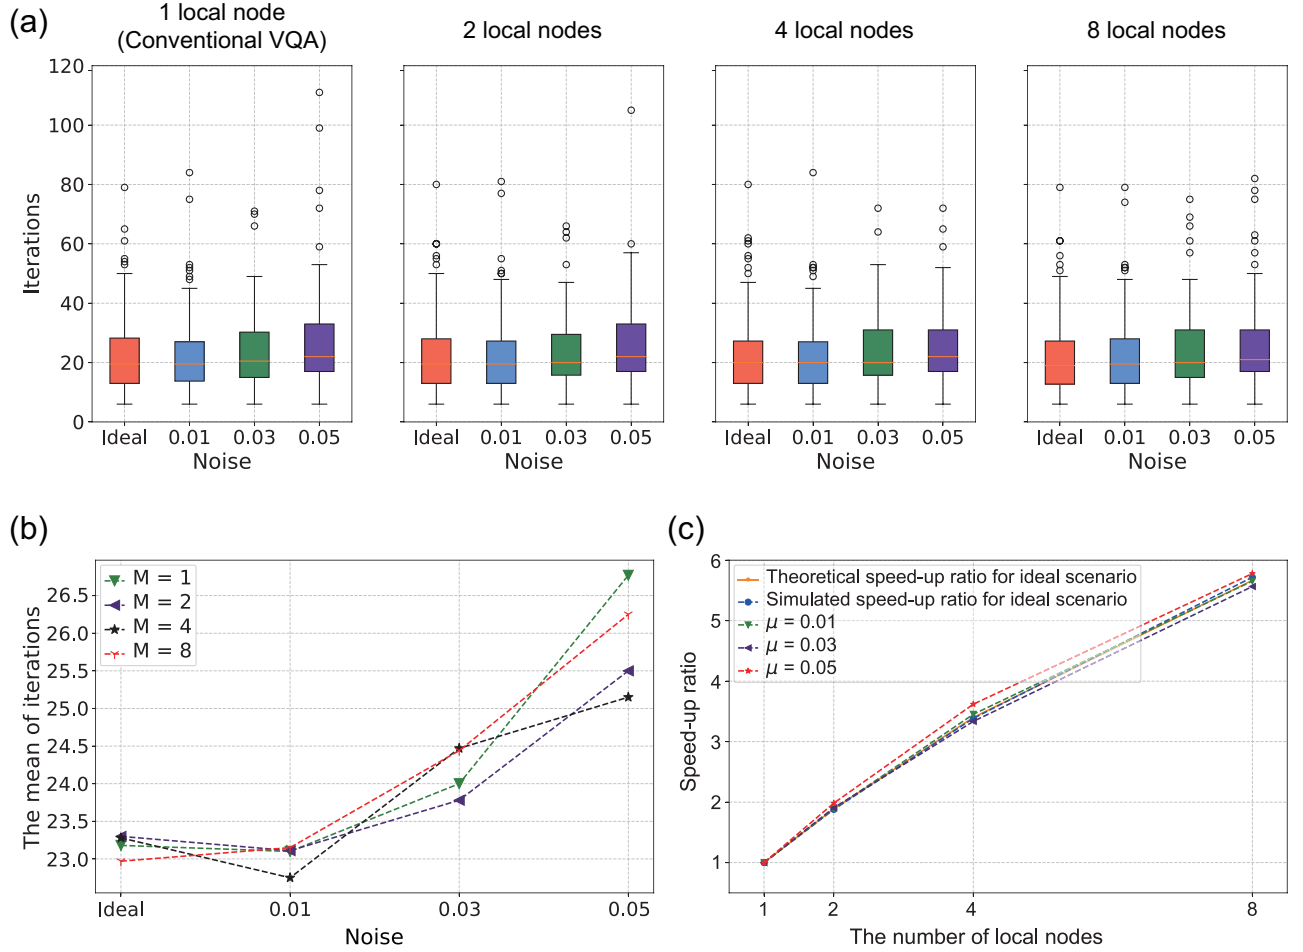 (a)
1 local node
(Conventional VQA)
2 local nodes
4 local nodes
8 local nodes
120
100
80
60
40
20
0
Iterations
Ideal 0.01 0.03 0.05
Noise
Ideal 0.01 0.03 0.05
Noise
Ideal 0.01 0.03 0.05
Noise
Ideal 0.01 0.03 0.05
Noise
(b)
M = 1
M = 2
M = 4
M = 8
26.5
26.0
25.5
25.0
24.5
24.0
23.5
23.0
The mean of iterations
Ideal 0.01 0.03 0.05
Noise
(c)
Theoretical speed-up ratio for ideal scenario
Simulated speed-up ratio for ideal scenario
μ = 0.01
μ = 0.03
μ = 0.05
6
5
4
3
2
1
Speed-up ratio
1 2 4 8
The number of local nodes